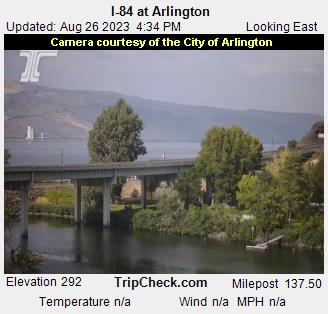 I-84 at Arlington
Updated: Aug 26 2023 4:34 PM Looking East
Camera courtesy of the City of Arlington
Elevation 292 TripCheck.com Milepost 137.50
Temperature n/a Wind n/a MPH n/a